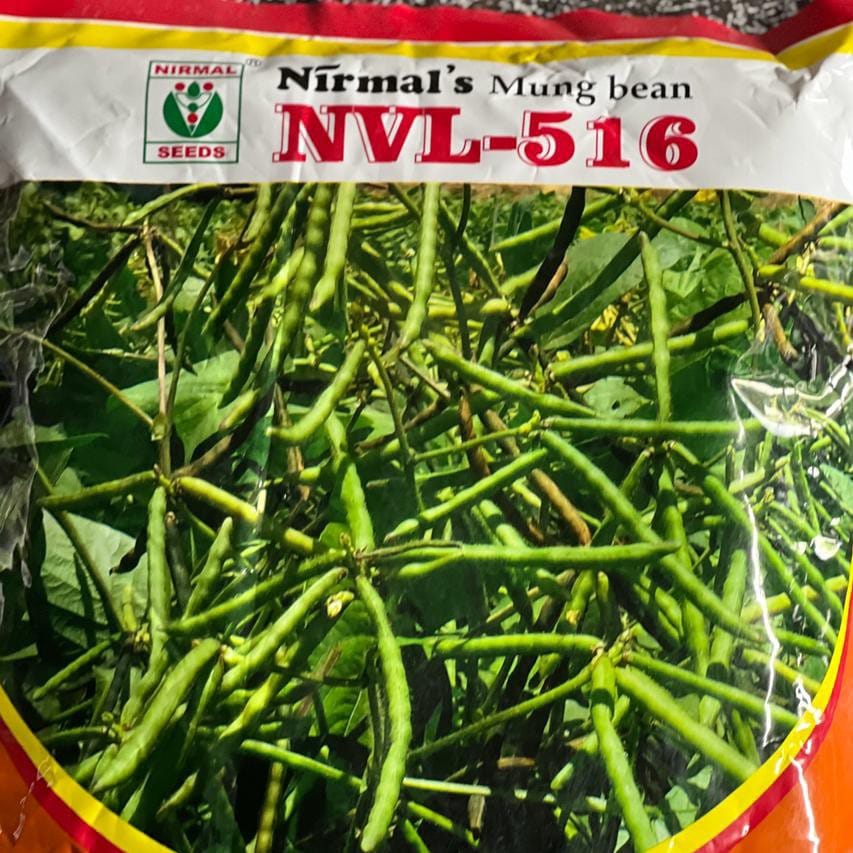 NIRMAL
SEEDS
Nirmal's Mung bean
NVL-516